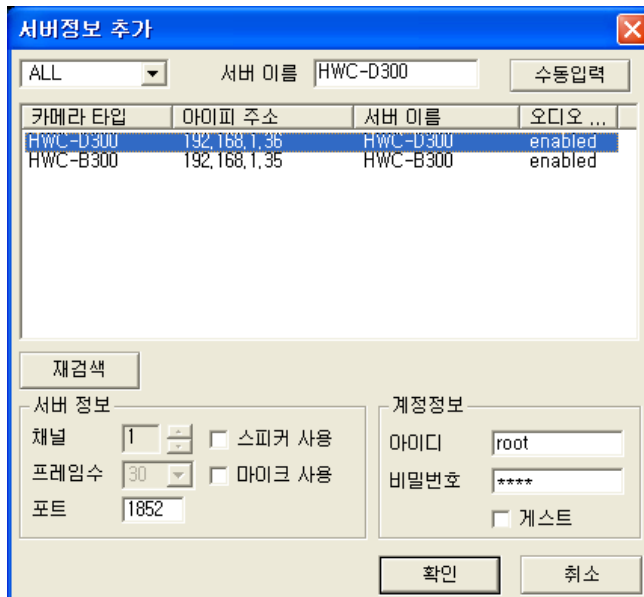 서버정보 추가
ALL 서버 이름 HWC-D300 수동입력
카메라 타입 아이피 주소 서버 이름 오디오 ...
HWC-D300 192,168,1,36 HWC-D300 enabled
HWC-B300 192,168,1,35 HWC-B300 enabled
재검색
서버 정보
채널 1 스피커 사용
프레임수 30 마이크 사용
포트 1852
계정정보
아이디 root
비밀번호 ****
게스트
확인 취소